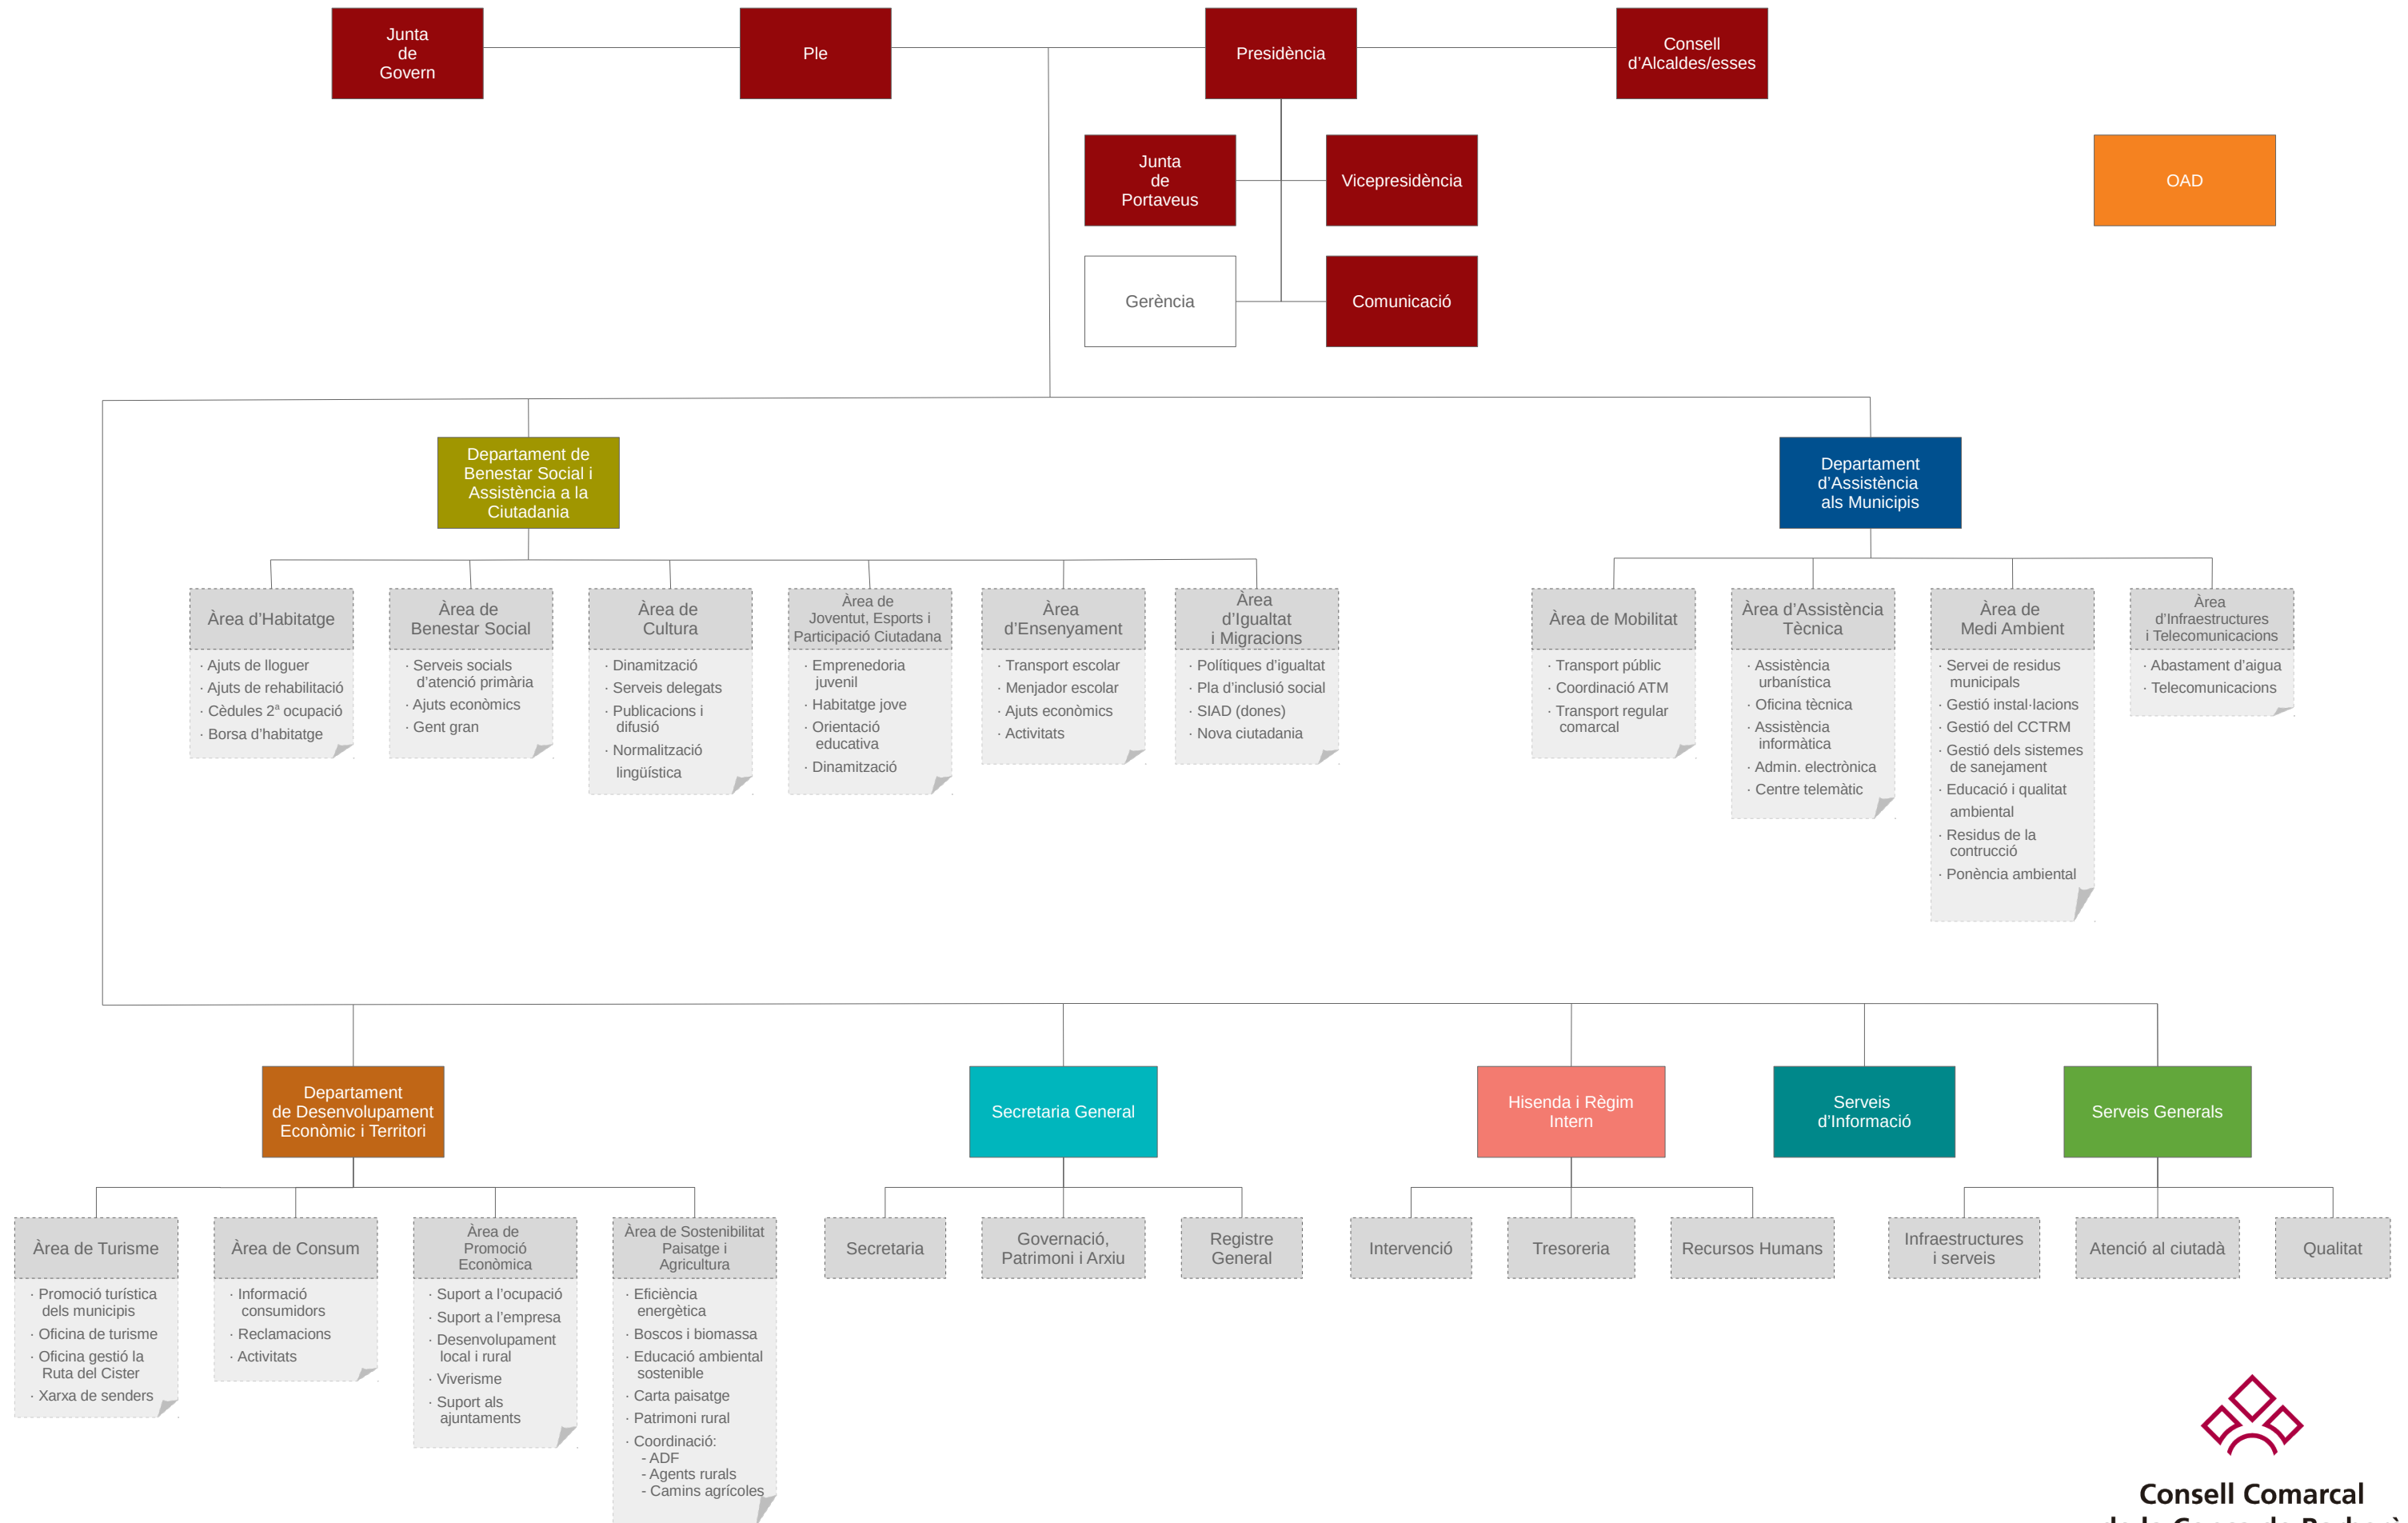 Junta
de
Govern
Ple
Presidència
Consell
d’Alcaldes/esses
Junta
de
Portaveus
Vicepresidència
OAD
Gerència
Comunicació
Departament de
Benestar Social i
Assistència a la
Ciutadania
Departament
d’Assistència
als Municipis
Àrea d’Habitatge
· Ajuts de lloguer
· Ajuts de rehabilitació
· Cèdules 2ª ocupació
· Borsa d’habitatge
Àrea de
Benestar Social
· Serveis socials
d’atenció primària
· Ajuts econòmics
· Gent gran
Àrea de
Cultura
· Dinamització
· Serveis delegats
· Publicacions i
difusió
· Normalització
lingüística
Àrea de
Joventut, Esports i
Participació Ciutadana
· Emprenedoria
juvenil
· Habitatge jove
· Orientació
educativa
· Dinamització
Àrea
d’Ensenyament
· Transport escolar
· Menjador escolar
· Ajuts econòmics
· Activitats
Àrea
d’Igualtat
i Migracions
· Polítiques d’igualtat
· Pla d’inclusió social
· SIAD (dones)
· Nova ciutadania
Àrea de Mobilitat
· Transport públic
· Coordinació ATM
· Transport regular
comarcal
Àrea d’Assistència
Tècnica
· Assistència
urbanística
· Oficina tècnica
· Assistència
informàtica
· Admin. electrònica
· Centre telemàtic
Àrea de
Medi Ambient
· Servei de residus
municipals
· Gestió instal·lacions
· Gestió del CCTRM
· Gestió dels sistemes
de sanejament
· Educació i qualitat
ambiental
· Residus de la
contrucció
· Ponència ambiental
Àrea
d’Infraestructures
i Telecomunicacions
· Abastament d’aigua
· Telecomunicacions
Departament
de Desenvolupament
Econòmic i Territori
Secretaria General
Hisenda i Règim
Intern
Serveis
d’Informació
Serveis Generals
Àrea de Turisme
· Promoció turística
dels municipis
· Oficina de turisme
· Oficina gestió la
Ruta del Cister
· Xarxa de senders
Àrea de Consum
· Informació
consumidors
· Reclamacions
· Activitats
Àrea de
Promoció
Econòmica
· Suport a l’ocupació
· Suport a l’empresa
· Desenvolupament
local i rural
· Viverisme
· Suport als
ajuntaments
Àrea de Sostenibilitat
Paisatge i
Agricultura
· Eficiència
energètica
· Boscos i biomassa
· Educació ambiental
sostenible
· Carta paisatge
· Patrimoni rural
· Coordinació:
- ADF
- Agents rurals
- Camins agrícoles
Secretaria
Governació,
Patrimoni i Arxiu
Registre
General
Intervenció
Tresoreria
Recursos Humans
Infraestructures
i serveis
Atenció al ciutadà
Qualitat
Consell Comarcal